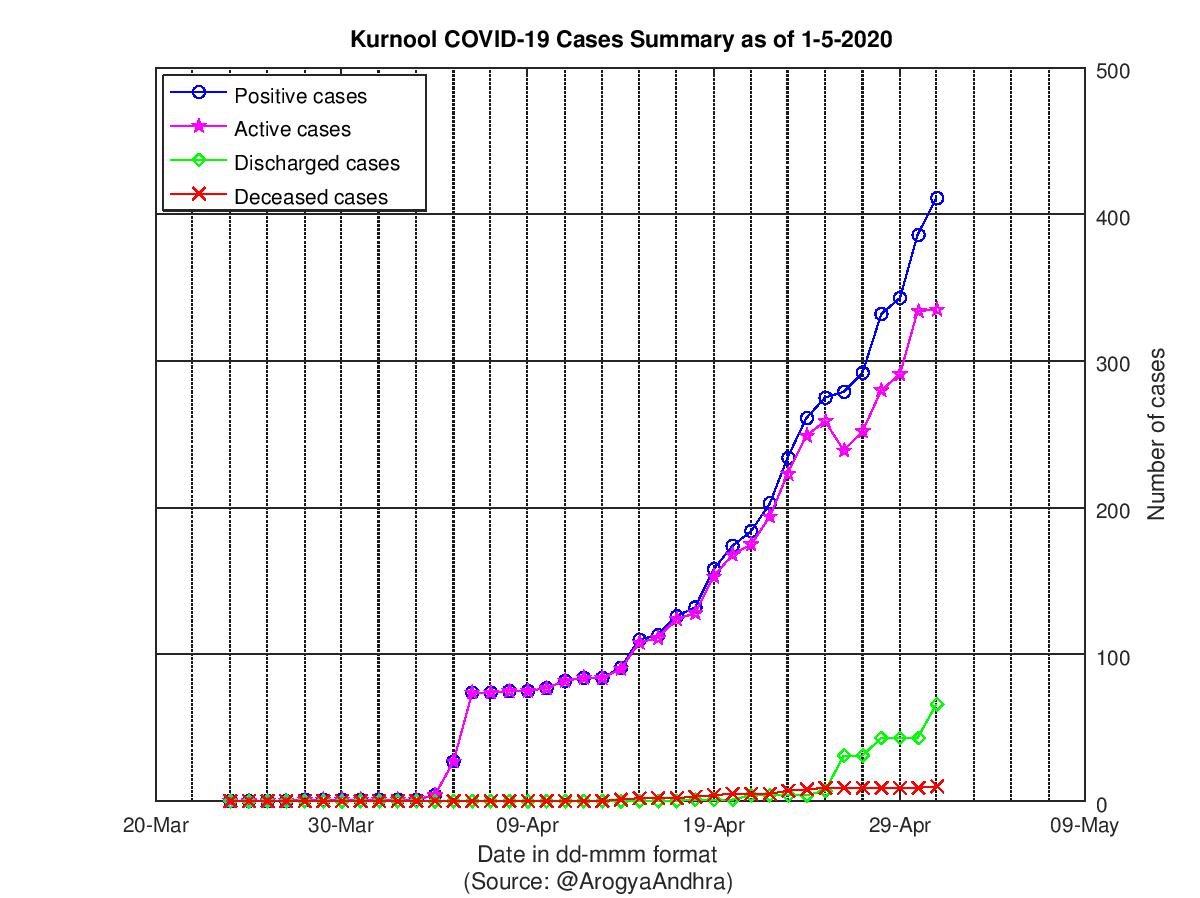 Kurnool COVID-19 Cases Summary as of 1-5-2020
Positive cases
Active cases
Discharged cases
Deceased cases
500
400
300
200
100
0
Number of cases
20-Mar 30-Mar 09-Apr 19-Apr 29-Apr 09-May
Date in dd-mmm format
(Source: @ArogyaAndhra)